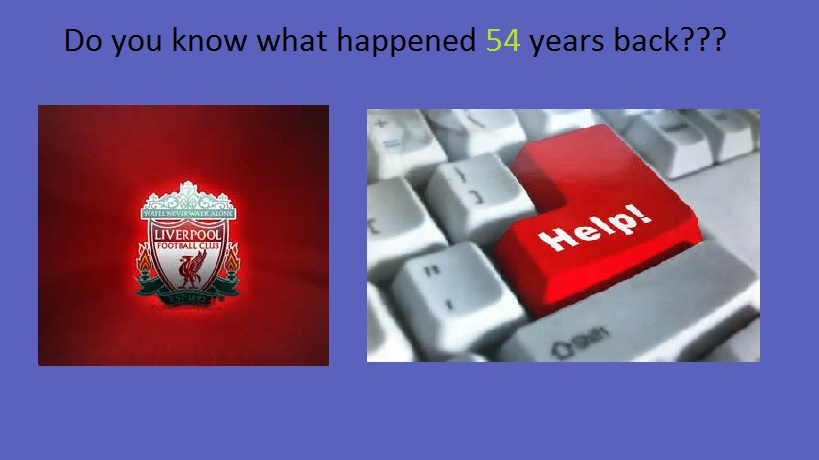 Do you know what happened 54 years back???
YOU'LL NEVER WALK ALONE
LIVERPOOL
FOOTBALL CLUB
EST·1892
Help!
Shift